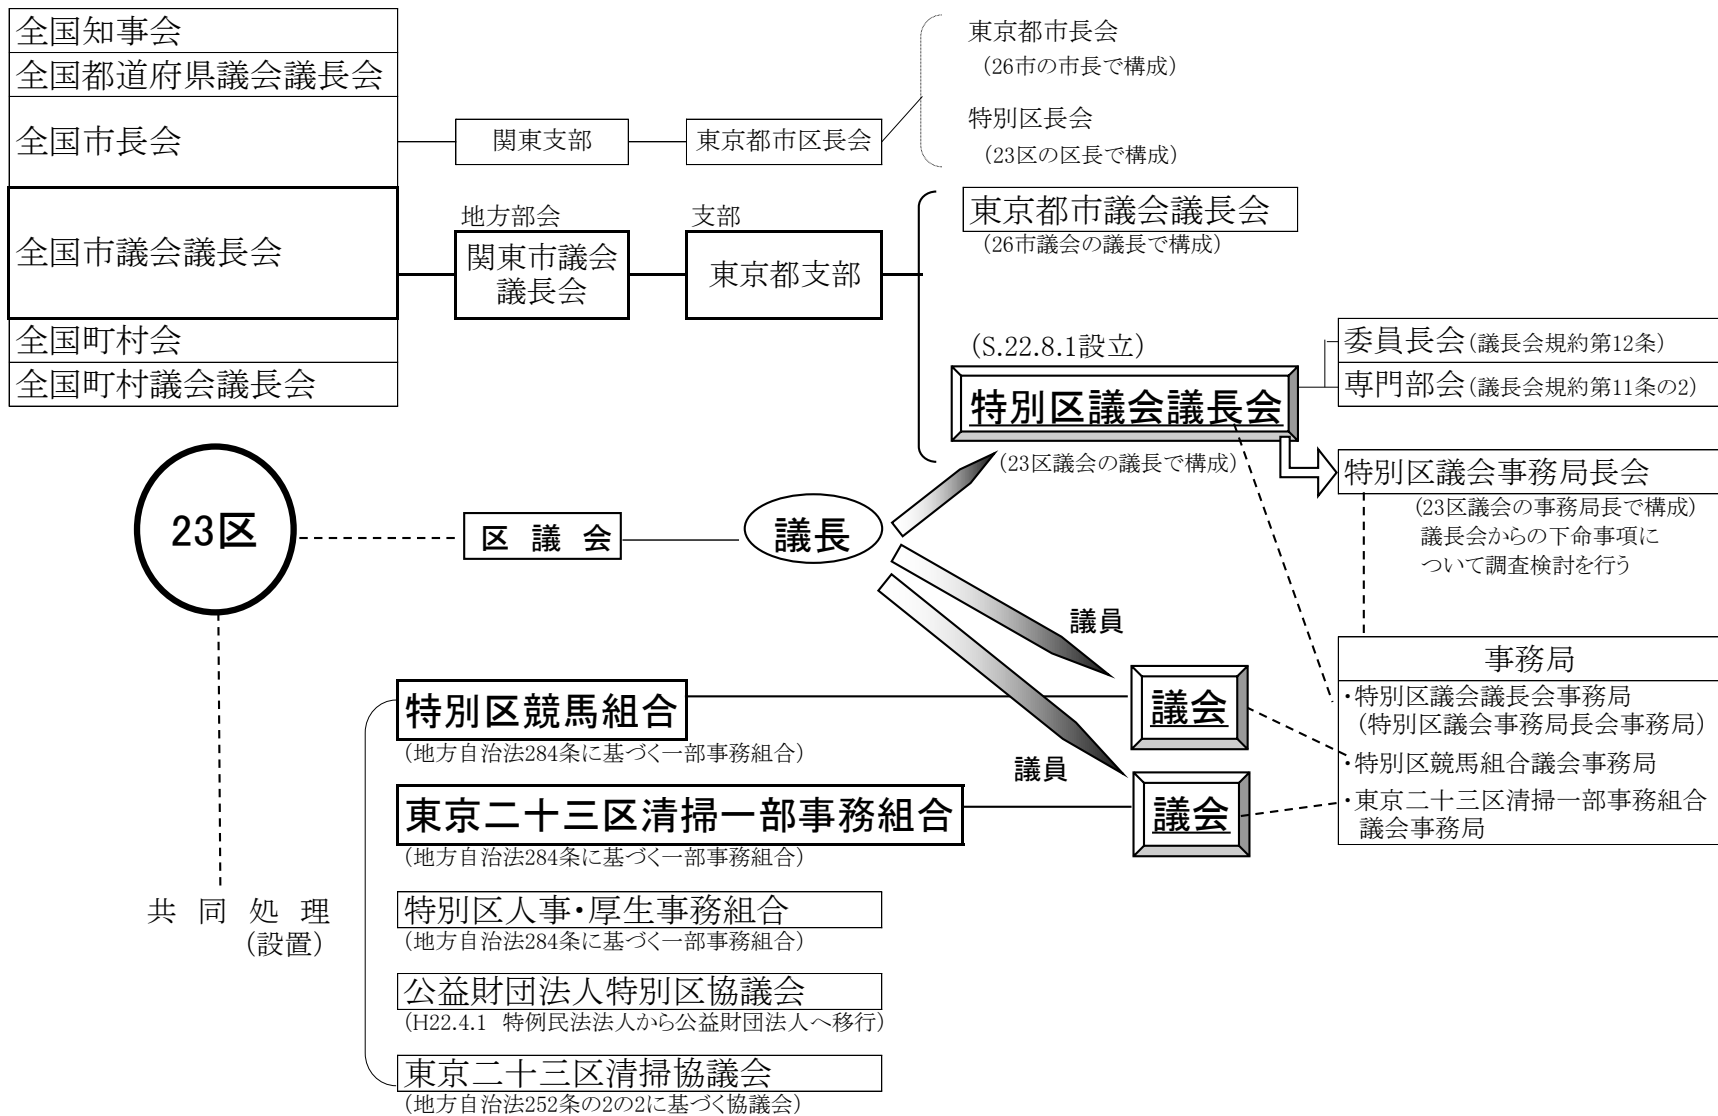 全国知事会
全国都道府県議会議長会
全国市長会
関東支部
東京都市区長会
東京都市長会
(26市の市長で構成)
特別区長会
(23区の区長で構成)
全国市議会議長会
地方部会
関東市議会
議長会
支部
東京都支部
東京都市議会議長会
(26市議会の議長で構成)
全国町村会
全国町村議会議長会
(S.22.8.1設立)
特別区議会議長会
(23区議会の議長で構成)
委員長会(議長会規約第12条)
専門部会(議長会規約第11条の2)
特別区議会事務局長会
(23区議会の事務局長で構成)
議長会からの下命事項に
ついて調査検討を行う
23区
区 議 会
議長
議員
議会
議員
議会
事務局
・特別区議会議長会事務局
(特別区議会事務局長会事務局)
・特別区競馬組合議会事務局
・東京二十三区清掃一部事務組合
議会事務局
特別区競馬組合
(地方自治法284条に基づく一部事務組合)
東京二十三区清掃一部事務組合
(地方自治法284条に基づく一部事務組合)
共 同 処 理
(設置)
特別区人事・厚生事務組合
(地方自治法284条に基づく一部事務組合)
公益財団法人特別区協議会
(H22.4.1 特例民法法人から公益財団法人へ移行)
東京二十三区清掃協議会
(地方自治法252条の2の2に基づく協議会)